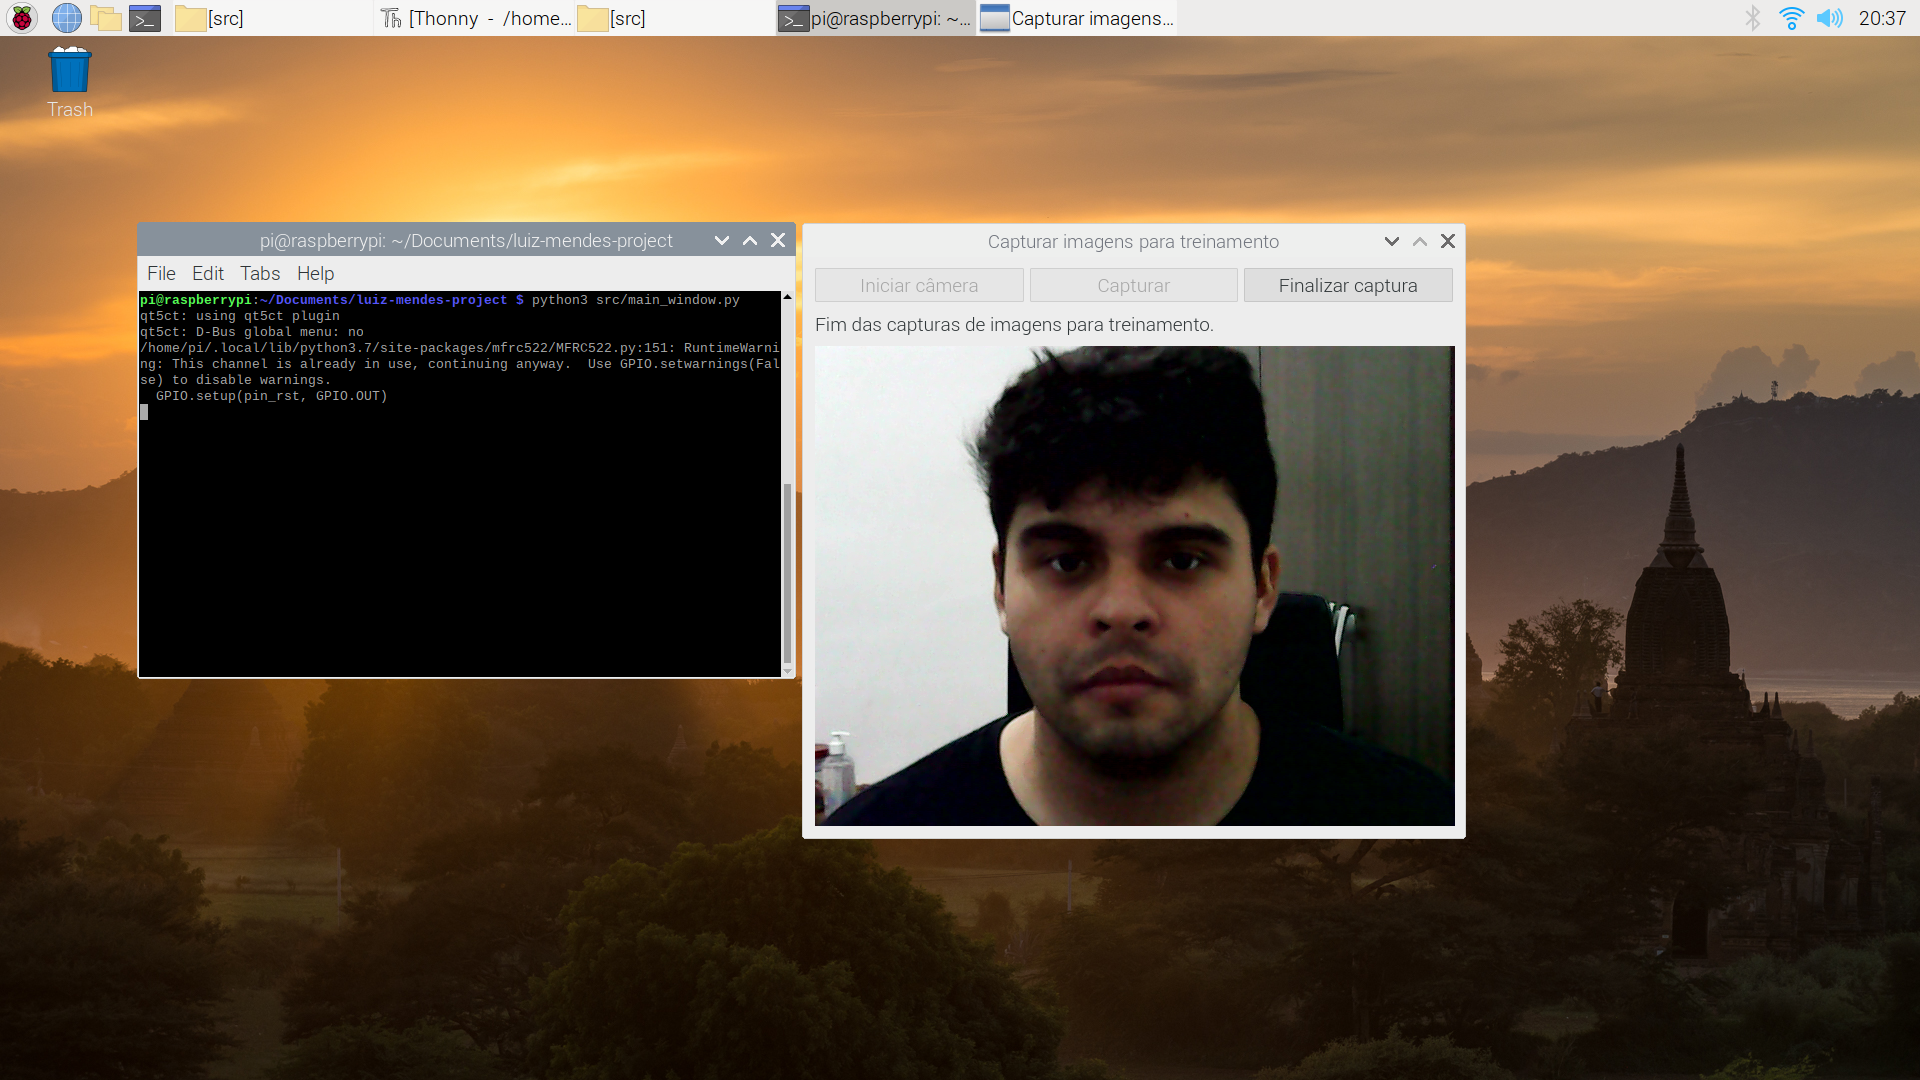 [src]
[Thonny - /home...
[src]
pi@raspberrypi: ~...
Capturar imagens...
20:37
Trash
pi@raspberrypi: ~/Documents/luiz-mendes-project
File Edit Tabs Help
pi@raspberrypi:~/Documents/luiz-mendes-project $ python3 src/main_window.py
qt5ct: using qt5ct plugin
qt5ct: D-Bus global menu: no
/home/pi/.local/lib/python3.7/site-packages/mfrc522/MFRC522.py:151: RuntimeWarni
ng: This channel is already in use, continuing anyway.  Use GPIO.setwarnings(Fal
se) to disable warnings.
  GPIO.setup(pin_rst, GPIO.OUT)
Capturar imagens para treinamento
Iniciar câmera
Capturar
Finalizar captura
Fim das capturas de imagens para treinamento.